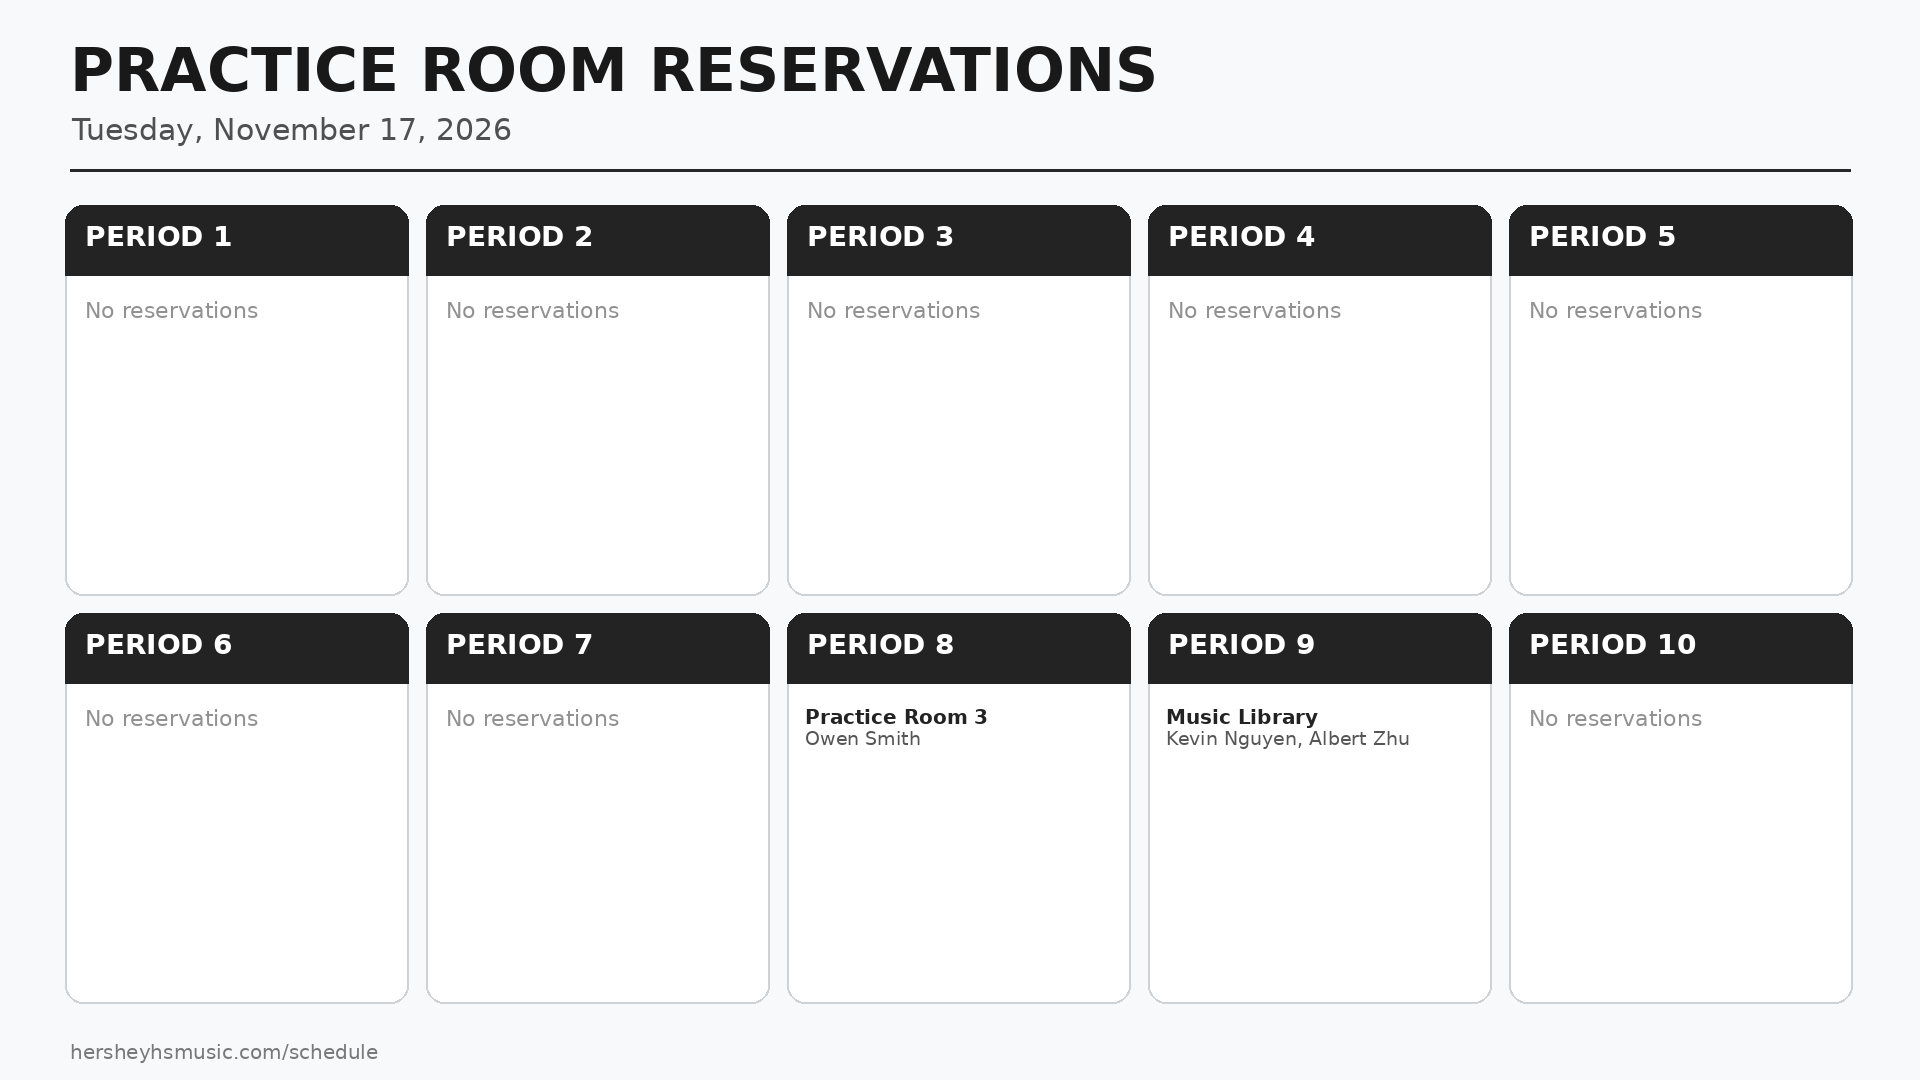 PRACTICE ROOM RESERVATIONS
Tuesday, November 17, 2026
PERIOD 1
No reservations
PERIOD 2
No reservations
PERIOD 3
No reservations
PERIOD 4
No reservations
PERIOD 5
No reservations
PERIOD 6
No reservations
PERIOD 7
No reservations
PERIOD 8
Practice Room 3
Owen Smith
PERIOD 9
Music Library
Kevin Nguyen, Albert Zhu
PERIOD 10
No reservations
hersheyhsmusic.com/schedule